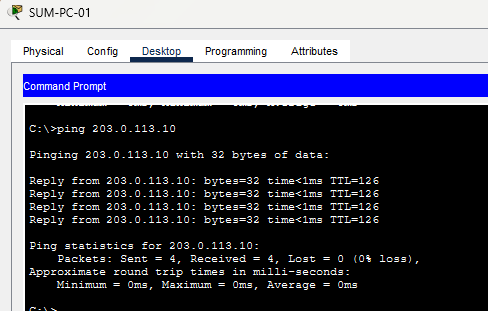 SUM-PC-01
Physical Config Desktop Programming Attributes
Command Prompt
C:\>ping 203.0.113.10
Pinging 203.0.113.10 with 32 bytes of data:
Reply from 203.0.113.10: bytes=32 time<1ms TTL=126
Reply from 203.0.113.10: bytes=32 time<1ms TTL=126
Reply from 203.0.113.10: bytes=32 time<1ms TTL=126
Reply from 203.0.113.10: bytes=32 time<1ms TTL=126
Ping statistics for 203.0.113.10:
Packets: Sent = 4, Received = 4, Lost = 0 (0% loss),
Approximate round trip times in milli-seconds:
Minimum = 0ms, Maximum = 0ms, Average = 0ms
C:\>